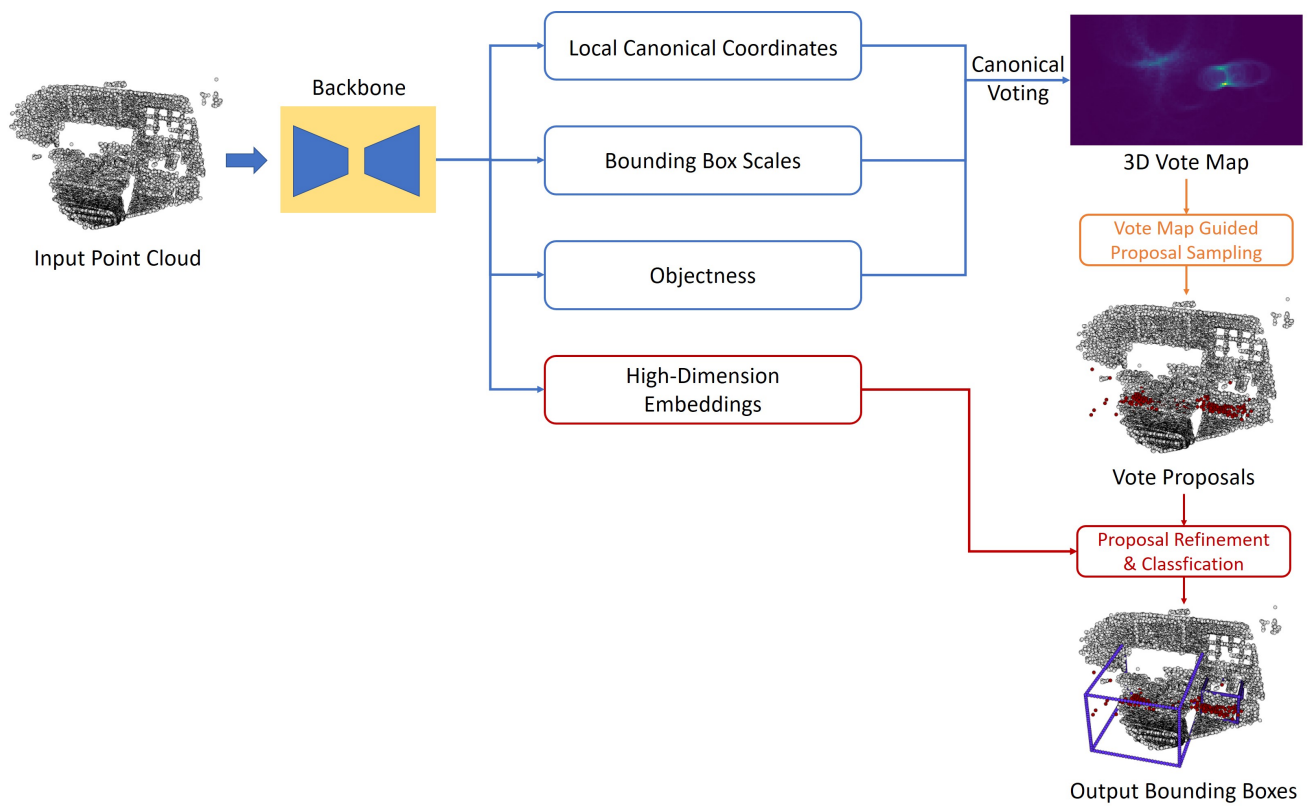 Input Point Cloud
Backbone
Local Canonical Coordinates
Bounding Box Scales
Objectness
High-Dimension
Embeddings
Canonical
Voting
3D Vote Map
Vote Map Guided
Proposal Sampling
Vote Proposals
Proposal Refinement
& Classfication
Output Bounding Boxes